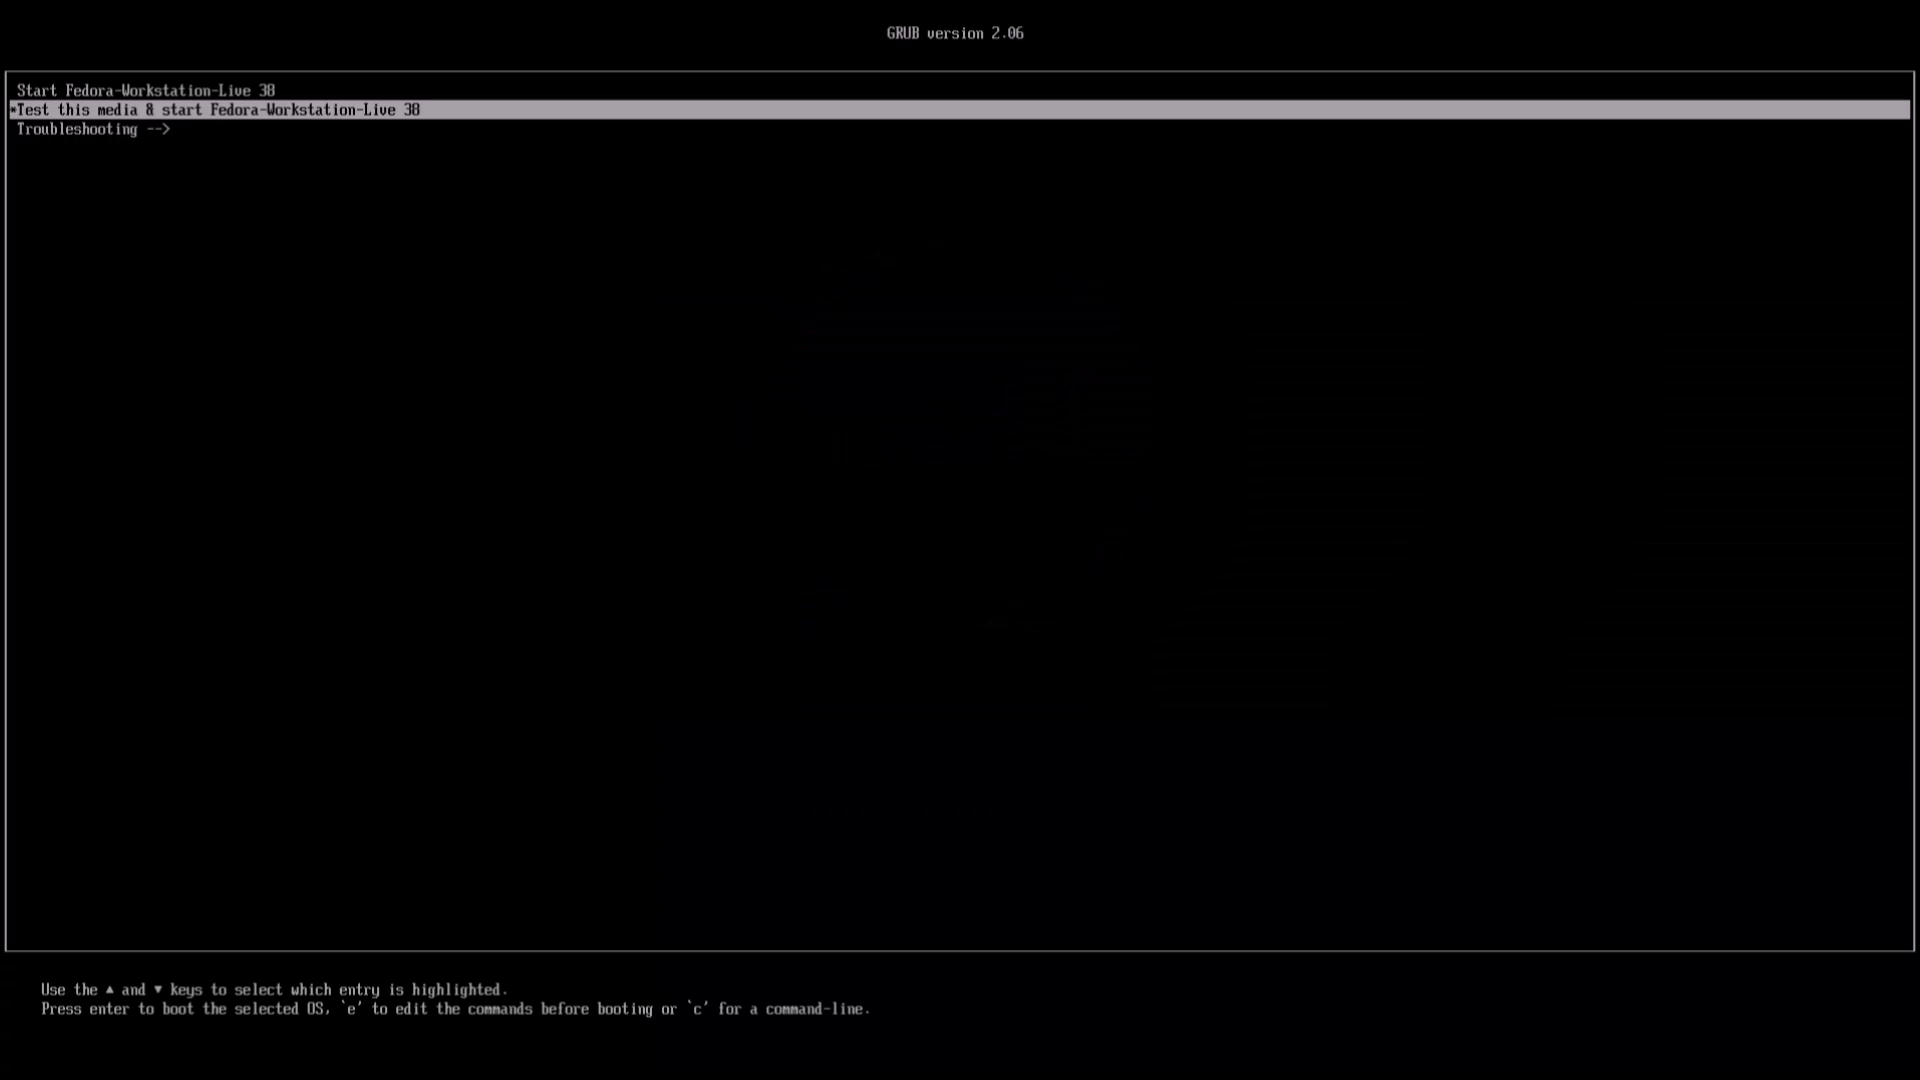 GRUB version 2.06
Start Fedora-Workstation-Live 38
*Test this media & start Fedora-Workstation-Live 38
Troubleshooting -->
Use the ▲ and ▼ keys to select which entry is highlighted.
Press enter to boot the selected OS, `e' to edit the commands before booting or `c' for a command-line.